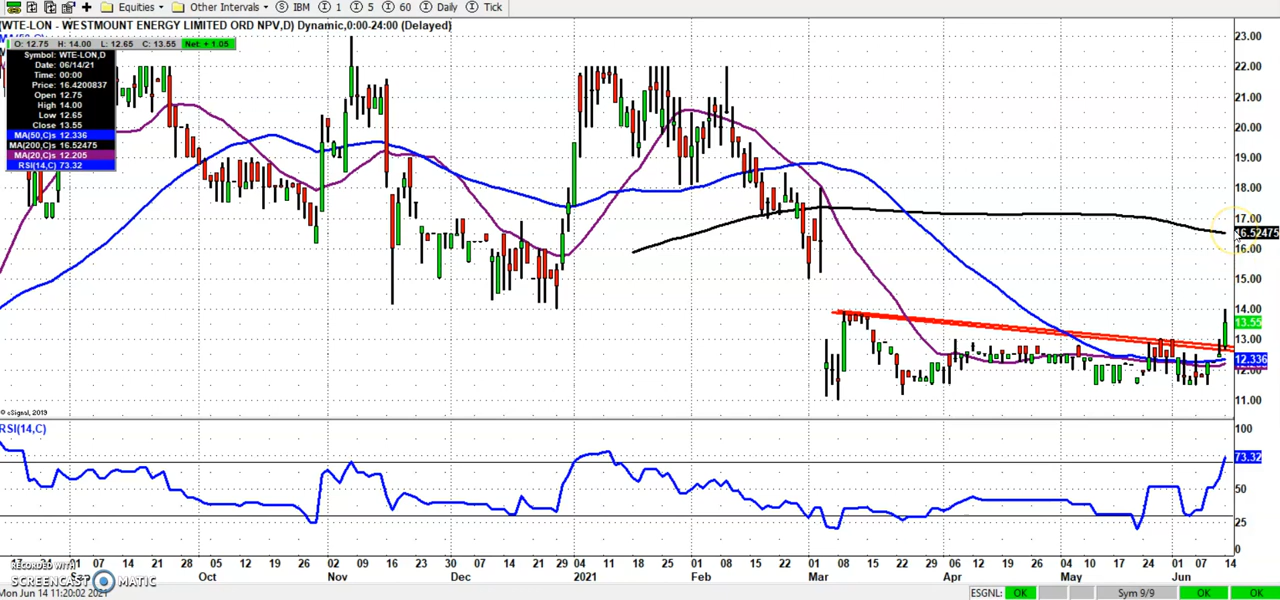 Equities Other Intervals IBM 1 5 60 Daily Tick
(WTE-LON - WESTMOUNT ENERGY LIMITED ORD NPV,D) Dynamic,0:00-24:00 (Delayed)
O: 12.75 H: 14.00 L: 12.65 C: 13.55 Net: + 1.05
Symbol: WTE-LON,D
Date: 06/14/21
Time: 00:00
Price: 16.4200837
Open 12.75
High 14.00
Low 12.65
Close 13.55
MA(50,C)s 12.336
MA(200,C)s 16.52475
MA(20,C)s 12.205
RSI(14,C) 73.32
23.00
22.00
21.00
20.00
19.00
18.00
17.00
16.52475
16.00
15.00
14.00
13.55
13.00
12.336
12.00
11.00
© eSignal, 2019
RSI(14,C)
100
73.32
50
25
0
08 14 21 28 05 12 19 26 02 09 16 23 30 07 14 21 29 04 11 18 25 01 08 15 22 01 08 15 22 29 06 12 19 26 04 10 17 24 01 07 14
Sep Oct Nov Dec 2021 Feb Mar Apr May Jun
RECORDED WITH
SCREENCAST MATIC
Mon Jun 14 11:20:02 2021
ESGNL: OK Sym 9/9 OK OK